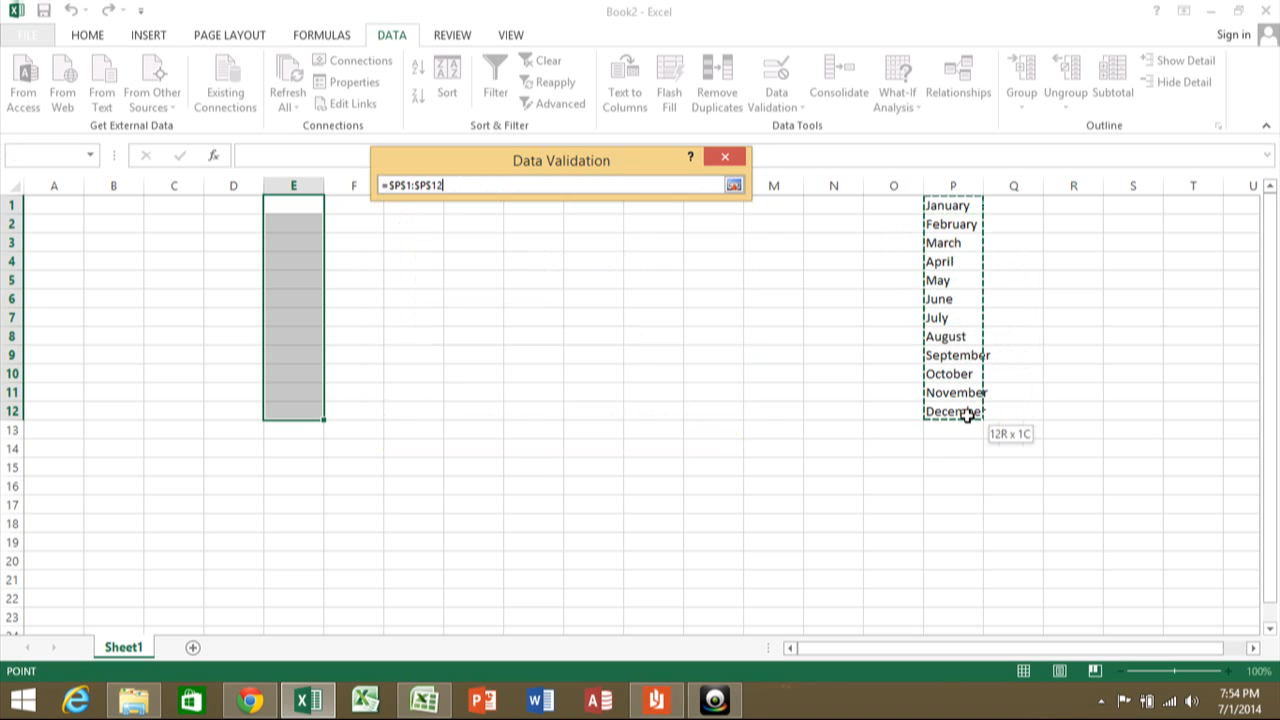 Book2 - Excel
FILE HOME INSERT PAGE LAYOUT FORMULAS DATA REVIEW VIEW Sign in
From Access
From Web
From Text
From Other Sources
Existing Connections
Get External Data
Refresh All
Connections
Properties
Edit Links
Connections
Sort
Filter
Clear
Reapply
Advanced
Sort & Filter
Text to Columns
Flash Fill
Remove Duplicates
Data Validation
Consolidate
What-If Analysis
Relationships
Data Tools
Group
Ungroup
Subtotal
Show Detail
Hide Detail
Outline
fx
Data Validation ?
=$P$1:$P$12
A B C D E F M N O P Q R S T U
1 January
2 February
3 March
4 April
5 May
6 June
7 July
8 August
9 September
10 October
11 November
12 December
12R x 1C
13
14
15
16
17
18
19
20
21
22
23
Sheet1
POINT 100%
7:54 PM
7/1/2014